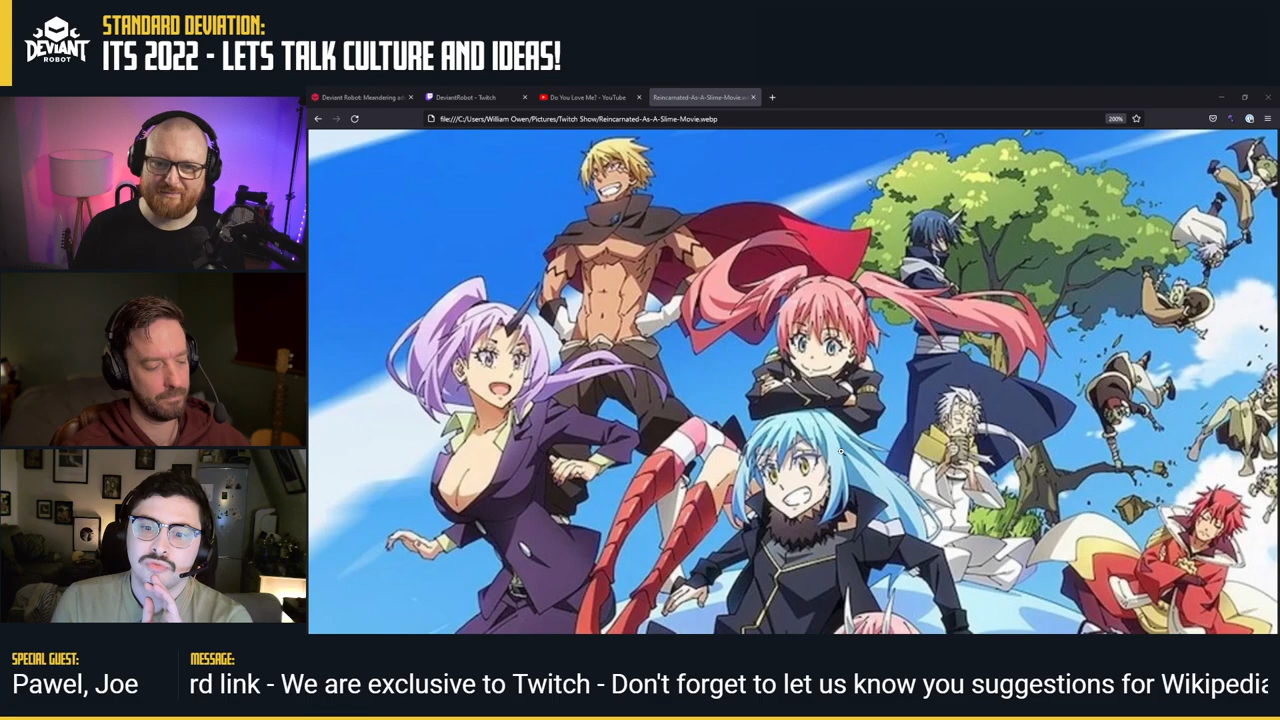 DEVIANT
ROBOT
STANDARD DEVIATION:
ITS 2022 - LETS TALK CULTURE AND IDEAS!
Deviant Robot: Meandering ad
DeviantRobot - Twitch
Do You Love Me? - YouTube
Reincarnated-As-A-Slime-Movie.w
file:///C:/Users/William Owen/Pictures/Twitch Show/Reincarnated-As-A-Slime-Movie.webp
200%
SPECIAL GUEST:
Pawel, Joe
MESSAGE:
rd link - We are exclusive to Twitch - Don't forget to let us know you suggestions for Wikipedia